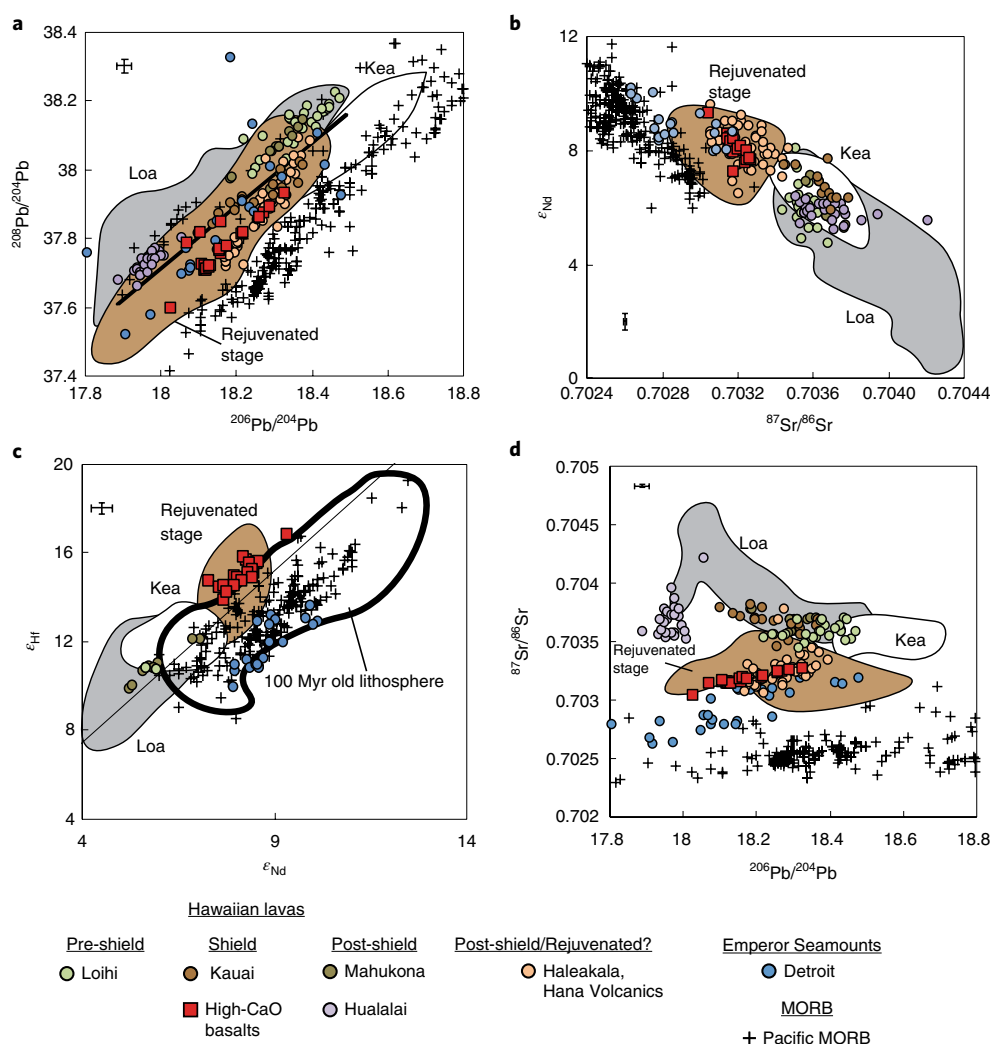 a
38.4
38.2
38
37.8
37.6
37.4
²⁰⁸Pb/²⁰⁴Pb
Kea
Loa
Rejuvenated
stage
17.8 18 18.2 18.4 18.6 18.8
²⁰⁶Pb/²⁰⁴Pb
b
12
8
4
0
εNd
Rejuvenated
stage
Kea
Loa
0.7024 0.7028 0.7032 0.7036 0.7040 0.7044
⁸⁷Sr/⁸⁶Sr
c
20
16
12
8
4
εHf
Rejuvenated
stage
Kea
100 Myr old lithosphere
Loa
4 9 14
εNd
d
0.705
0.7045
0.704
0.7035
0.703
0.7025
0.702
⁸⁷Sr/⁸⁶Sr
Loa
Kea
Rejuvenated
stage
17.8 18 18.2 18.4 18.6 18.8
²⁰⁶Pb/²⁰⁴Pb
Hawaiian lavas
Pre-shield Shield Post-shield Post-shield/Rejuvenated? Emperor Seamounts
Loihi Kauai Mahukona Haleakala, Detroit
Hana Volcanics
High-CaO Hualalai MORB
basalts
Pacific MORB